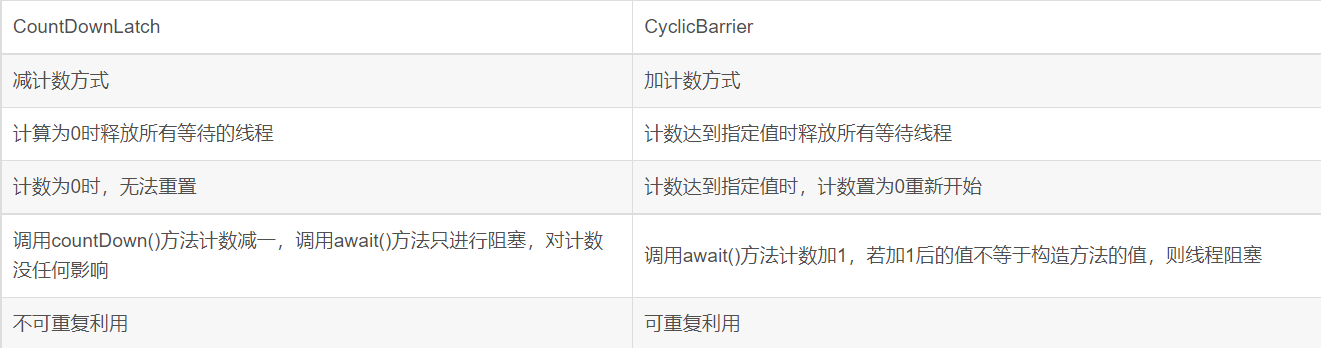 CountDownLatch
CyclicBarrier
减计数方式
加计数方式
计算为0时释放所有等待的线程
计数达到指定值时释放所有等待线程
计数为0时，无法重置
计数达到指定值时，计数置为0重新开始
调用countDown()方法计数减一，调用await()方法只进行阻塞，对计数
没任何影响
调用await()方法计数加1，若加1后的值不等于构造方法的值，则线程阻塞
不可重复利用
可重复利用